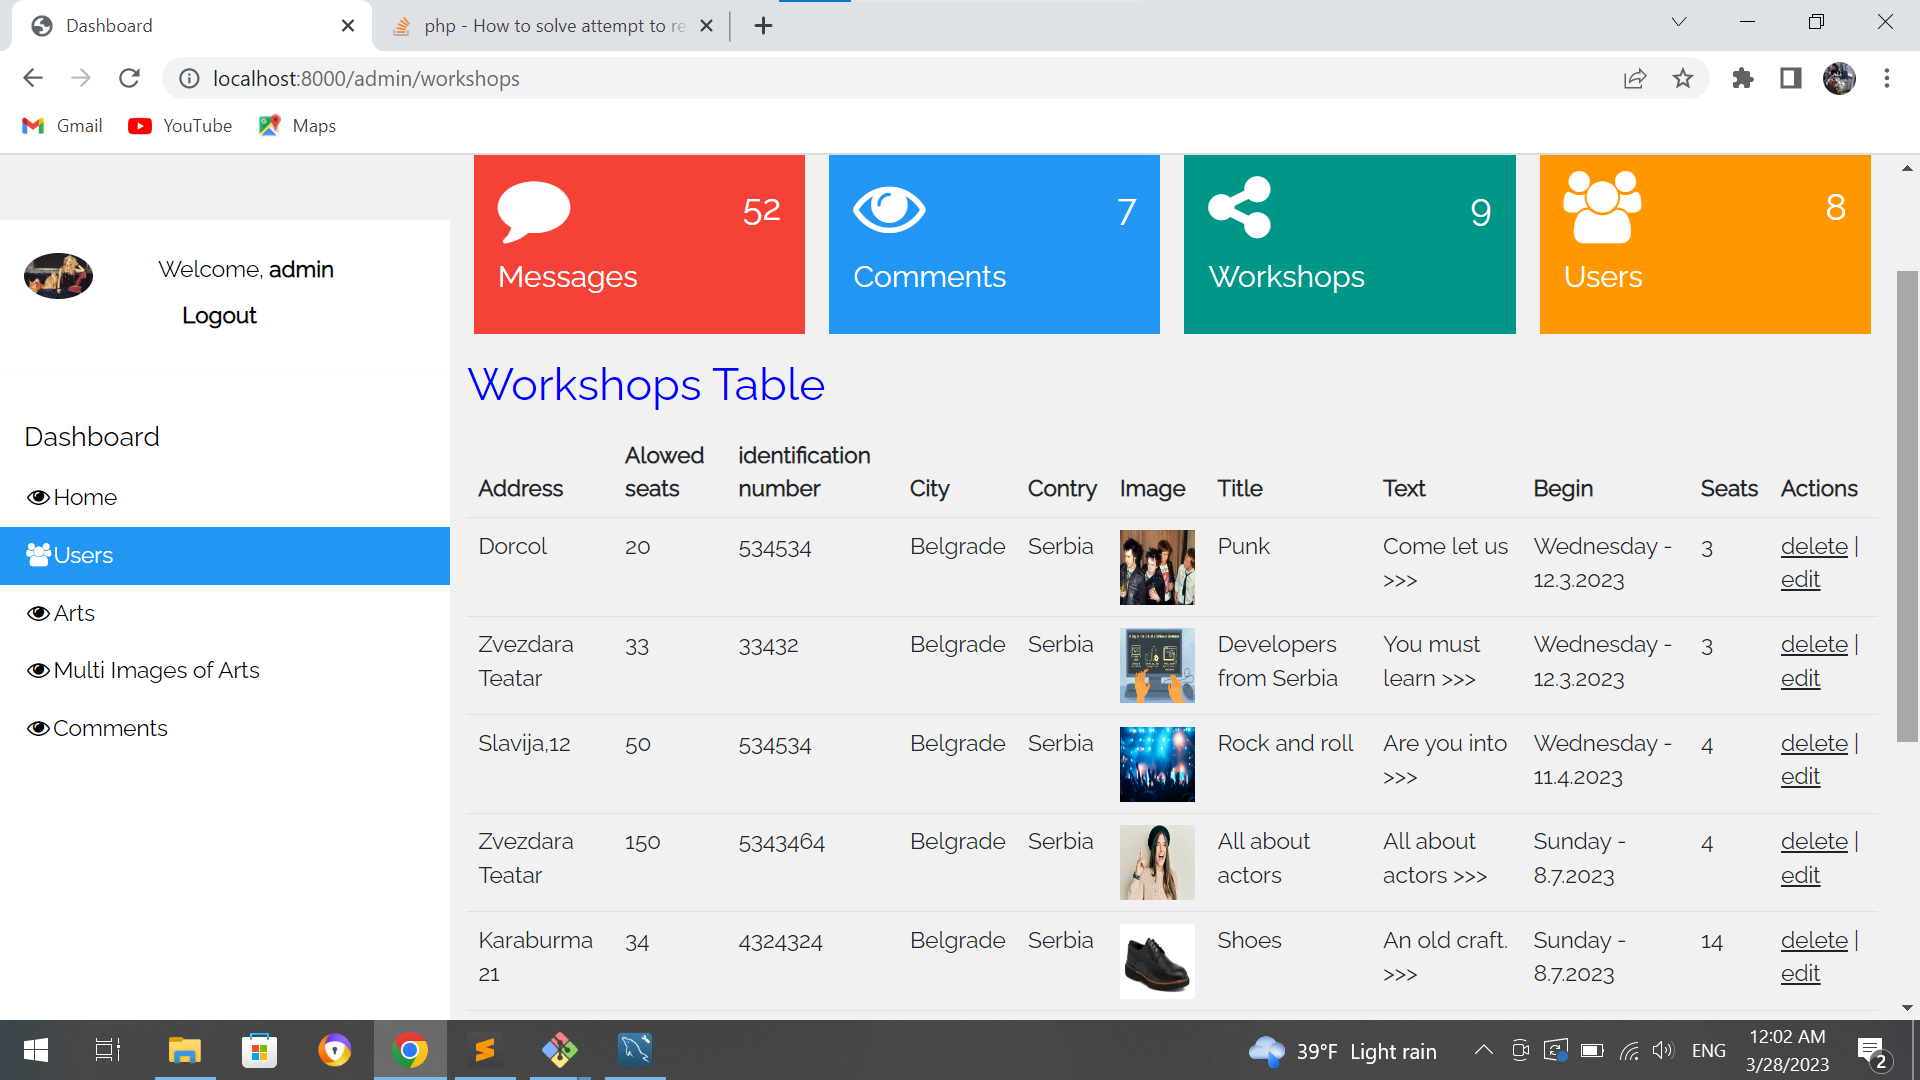 Dashboard
php - How to solve attempt to re
localhost:8000/admin/workshops
Gmail
YouTube
Maps
52
Messages
7
Comments
9
Workshops
8
Users
Welcome, admin
Logout
Dashboard
Home
Users
Arts
Multi Images of Arts
Comments
Workshops Table
Address
Alowed
seats
identification
number
City
Contry
Image
Title
Text
Begin
Seats
Actions
Dorcol
20
534534
Belgrade
Serbia
Punk
Come let us
>>>
Wednesday -
12.3.2023
3
delete |
edit
Zvezdara
Teatar
33
33432
Belgrade
Serbia
Developers
from Serbia
You must
learn >>>
Wednesday -
12.3.2023
3
delete |
edit
Slavija,12
50
534534
Belgrade
Serbia
Rock and roll
Are you into
>>>
Wednesday -
11.4.2023
4
delete |
edit
Zvezdara
Teatar
150
5343464
Belgrade
Serbia
All about
actors
All about
actors >>>
Sunday -
8.7.2023
4
delete |
edit
Karaburma
21
34
4324324
Belgrade
Serbia
Shoes
An old craft.
>>>
Sunday -
8.7.2023
14
delete |
edit
39°F Light rain
ENG
12:02 AM
3/28/2023
2